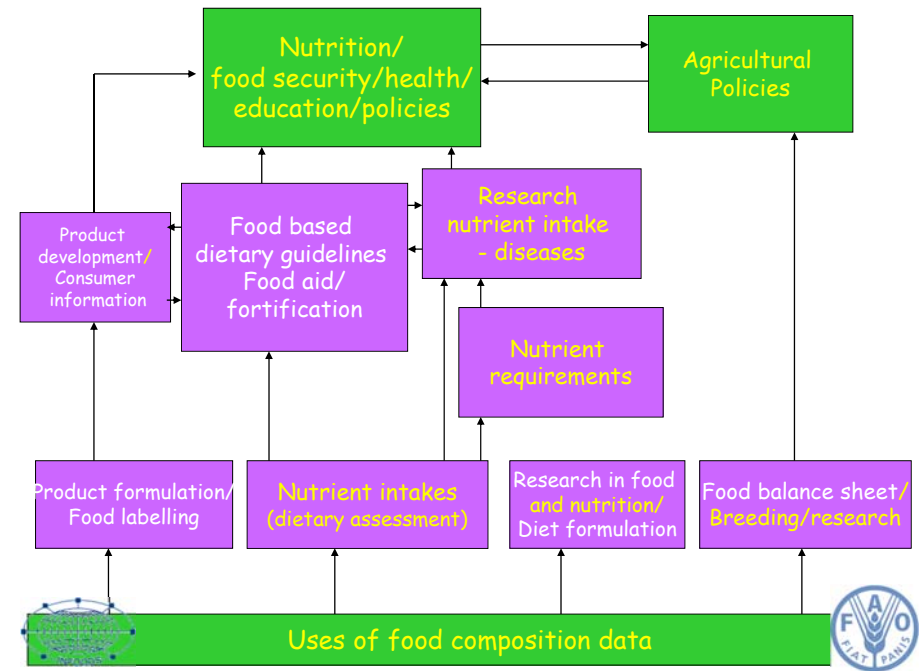 Nutrition/
food security/health/
education/policies
Agricultural
Policies
Product
development/
Consumer
information
Food based
dietary guidelines
Food aid/
fortification
Research
nutrient intake
- diseases
Nutrient
requirements
Product formulation/
Food labelling
Nutrient intakes
(dietary assessment)
Research in food
and nutrition/
Diet formulation
Food balance sheet/
Breeding/research
Uses of food composition data
FAO
FIAT PANIS